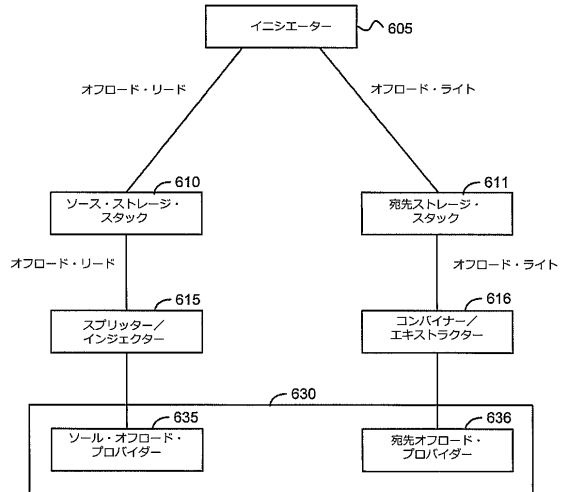 イニシエーター
605
オフロード・リード
オフロード・ライト
610
ソース・ストレージ・
スタック
611
宛先ストレージ・
スタック
オフロード・リード
オフロード・ライト
615
スプリッター／
インジェクター
616
コンバイナー／
エキストラクター
630
635
ソール・オフロード・
プロバイダー
636
宛先オフロード・
プロバイダー